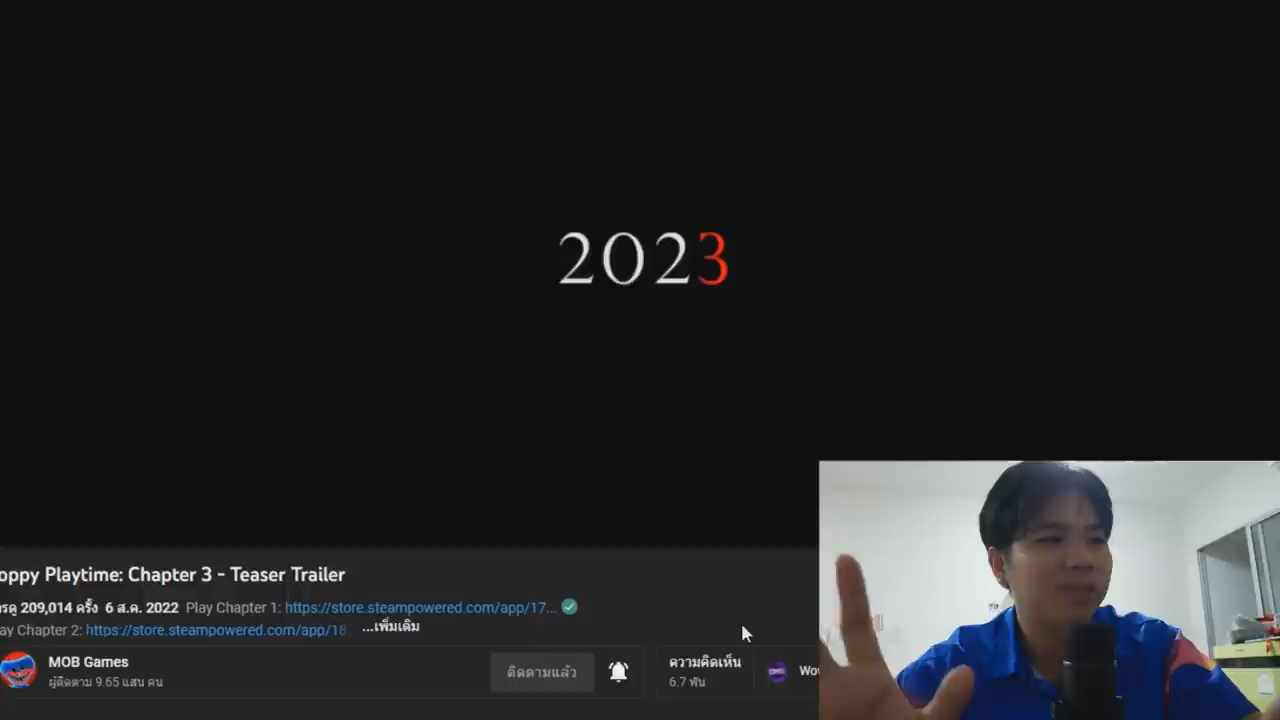 2023
oppy Playtime: Chapter 3 - Teaser Trailer
ารดู 209,014 ครั้ง 6 ส.ค. 2022 Play Chapter 1: https://store.steampowered.com/app/17...
ay Chapter 2: https://store.steampowered.com/app/18 ...เพิ่มเติม
MOB Games
ผู้ติดตาม 9.65 แสน คน
ติดตามแล้ว
ความคิดเห็น
6.7 พัน
Wow